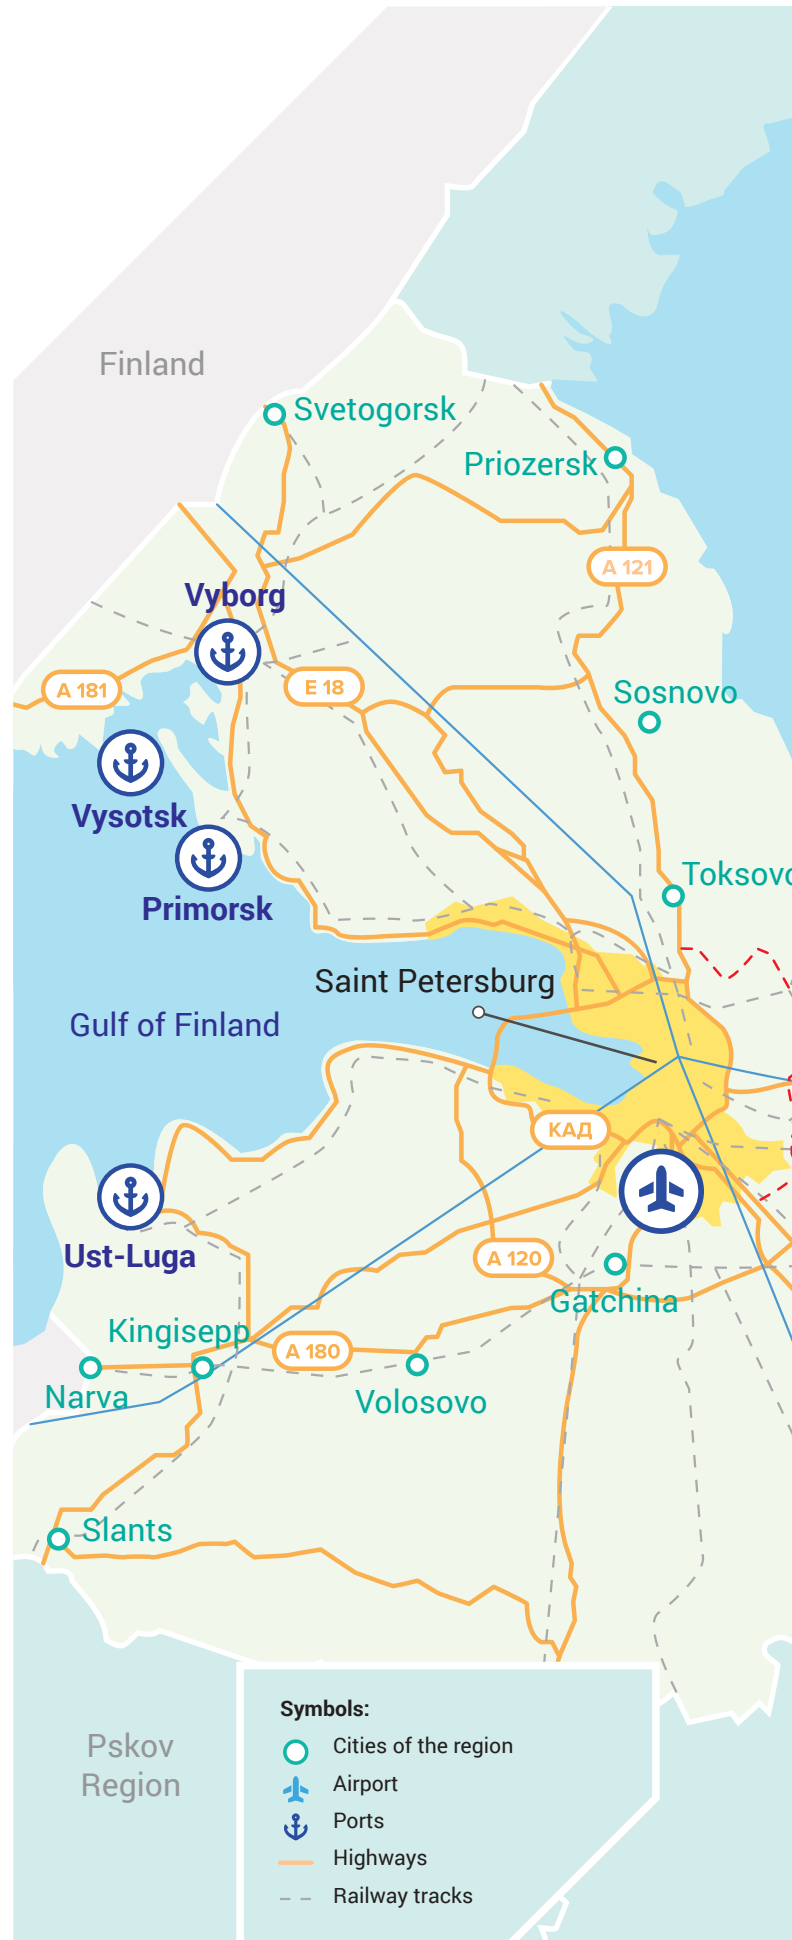 Finland
Svetogorsk
Priozersk
A 121
Vyborg
A 181
E 18
Sosnovo
Vysotsk
Toksovo
Primorsk
Saint Petersburg
Gulf of Finland
КАД
Ust-Luga
A 120
Gatchina
Kingisepp
A 180
Narva
Volosovo
Slants
Symbols:
Cities of the region
Airport
Ports
Highways
Railway tracks
Pskov
Region